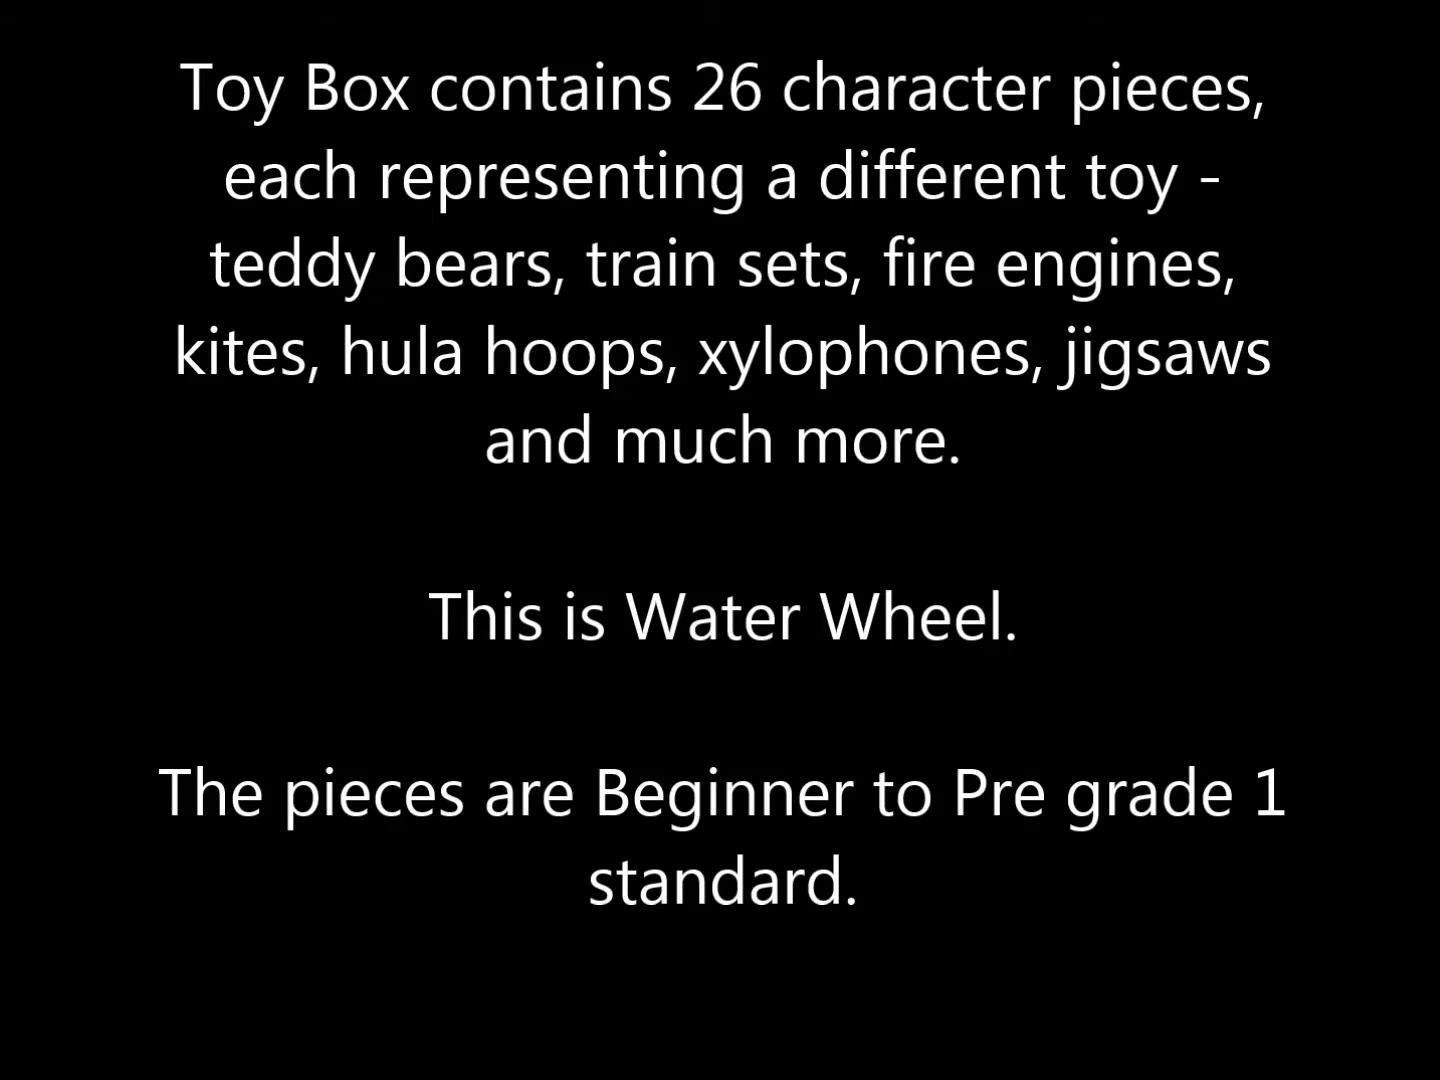 Toy Box contains 26 character pieces,
each representing a different toy -
teddy bears, train sets, fire engines,
kites, hula hoops, xylophones, jigsaws
and much more.
This is Water Wheel.
The pieces are Beginner to Pre grade 1
standard.